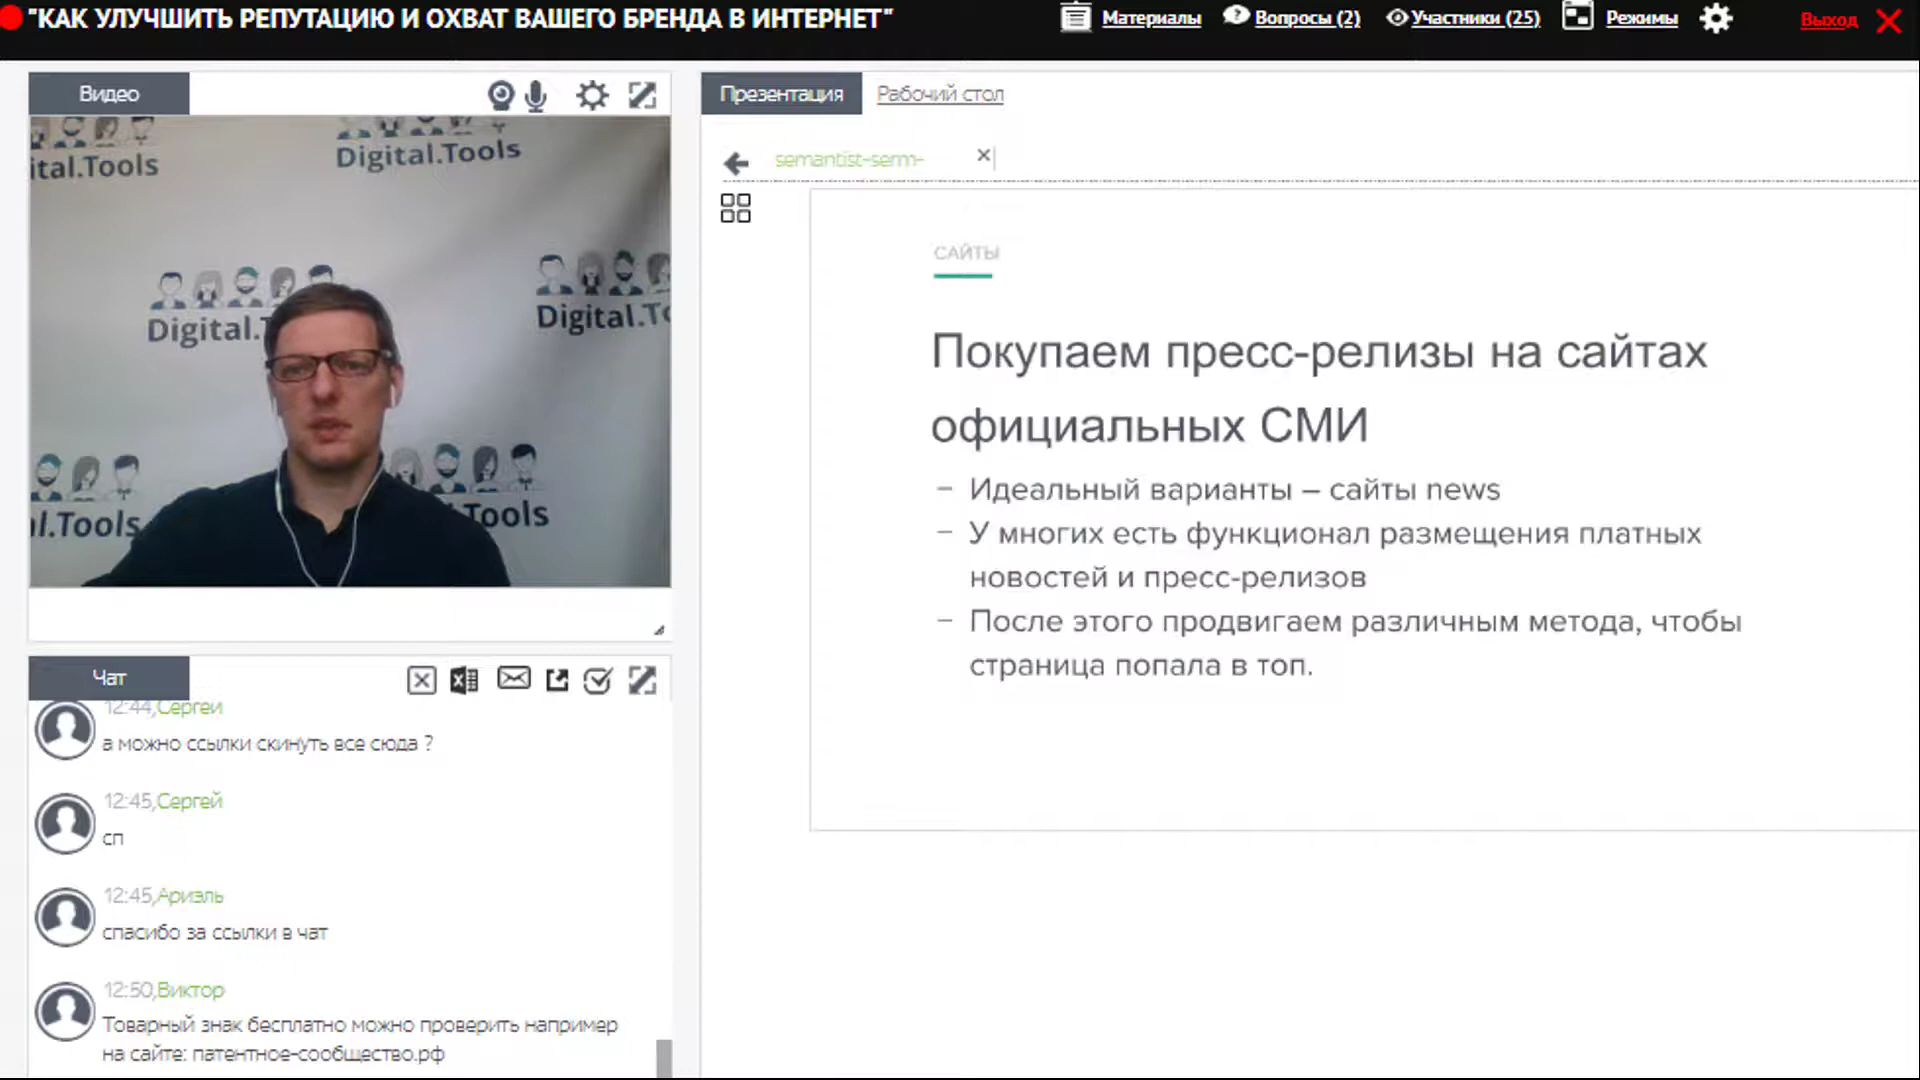 "КАК УЛУЧШИТЬ РЕПУТАЦИЮ И ОХВАТ ВАШЕГО БРЕНДА В ИНТЕРНЕТ"
Материалы
Вопросы (2)
Участники (25)
Режимы
Выход
Видео
Презентация
Рабочий стол
semantist-serm-
ital.Tools
Digital.Tools
Digital.T
Digital.To
l.Tools
Tools
САЙТЫ
Покупаем пресс-релизы на сайтах
официальных СМИ
– Идеальный варианты – сайты news
– У многих есть функционал размещения платных
новостей и пресс-релизов
– После этого продвигаем различным метода, чтобы
страница попала в топ.
Чат
12:44,Сергей
а можно ссылки скинуть все сюда ?
12:45,Сергей
сп
12:45,Ариэль
спасибо за ссылки в чат
12:50,Виктор
Товарный знак бесплатно можно проверить например
на сайте: патентное-сообщество.рф